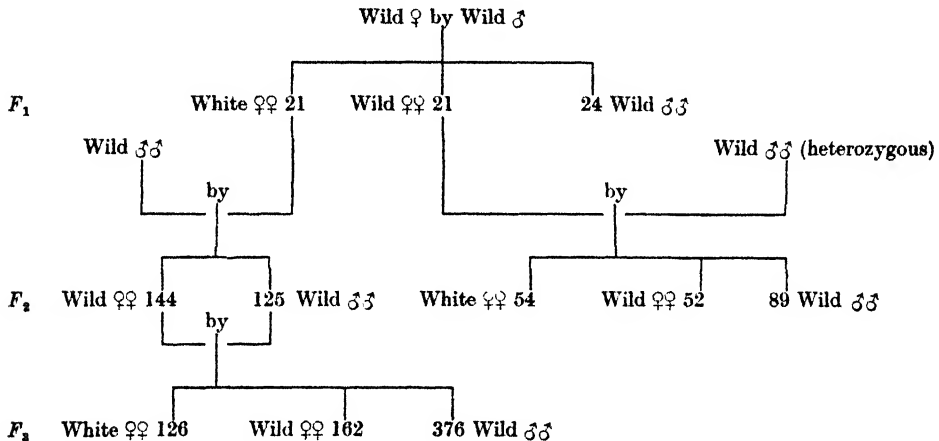 Wild ♀ by Wild ♂
F₁ White ♀♀ 21 Wild ♀♀ 21 24 Wild ♂♂
Wild ♂♂ Wild ♂♂ (heterozygous)
by by
F₂ Wild ♀♀ 144 125 Wild ♂♂ White ♀♀ 54 Wild ♀♀ 52 89 Wild ♂♂
by
F₃ White ♀♀ 126 Wild ♀♀ 162 376 Wild ♂♂